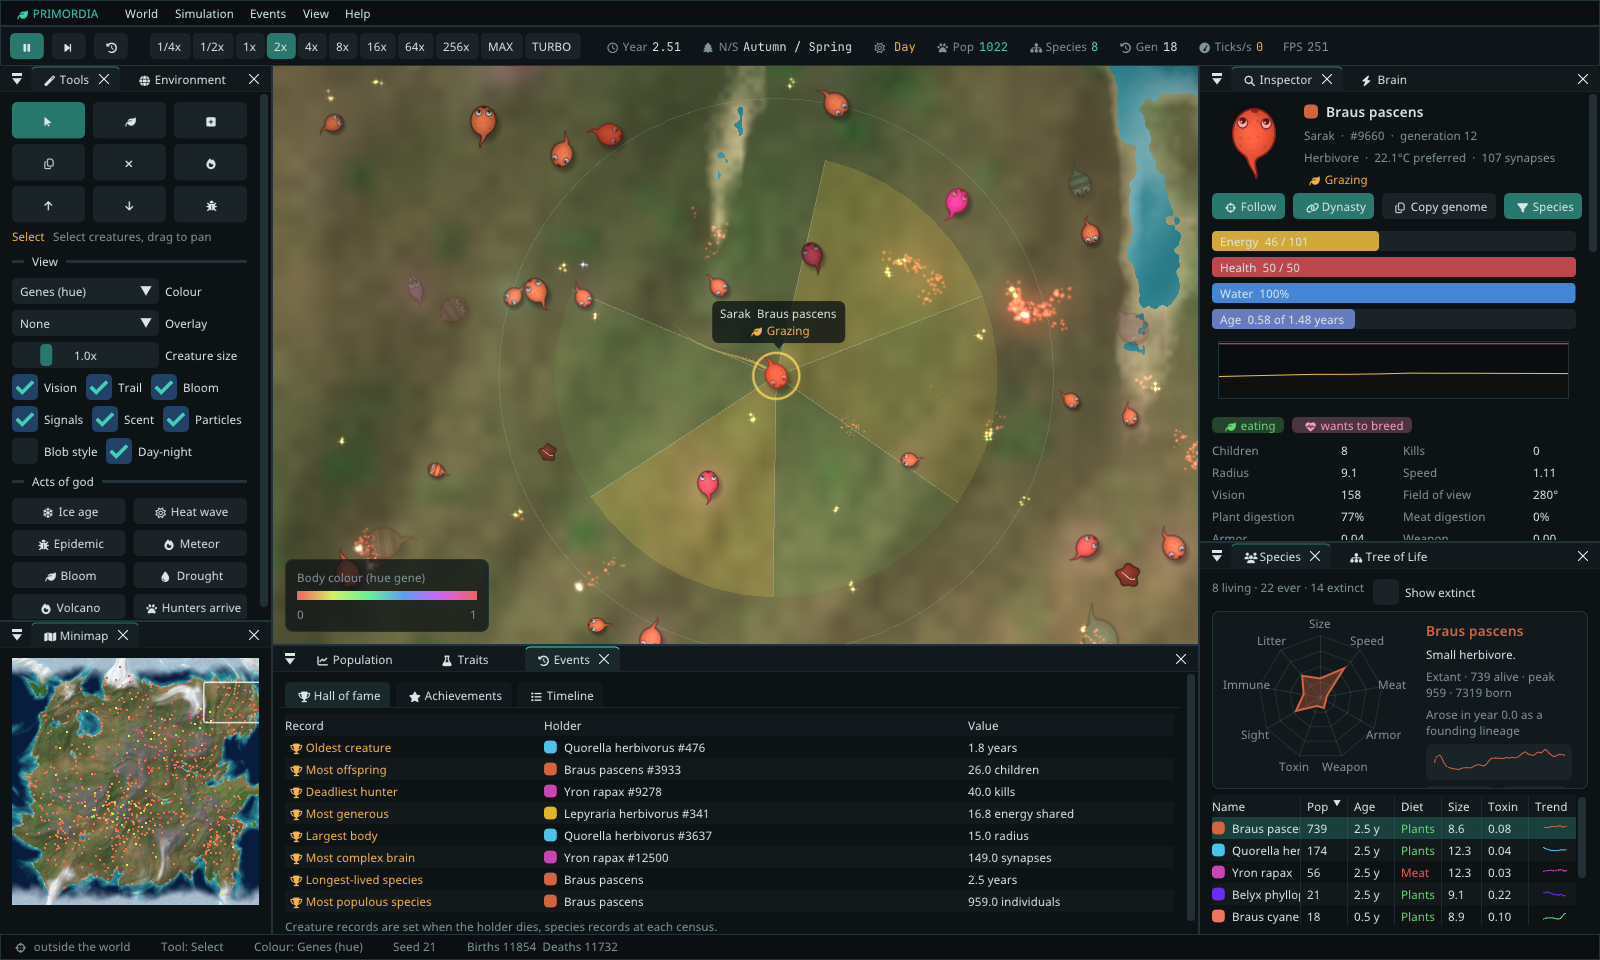 PRIMORDIA World Simulation Events View Help
1/4x 1/2x 1x 2x 4x 8x 16x 64x 256x MAX TURBO Year 2.51 N/S Autumn / Spring Day Pop 1022 Species 8 Gen 18 Ticks/s 0 FPS 251
Tools Environment
Select Select creatures, drag to pan
View
Genes (hue) Colour
None Overlay
1.0x Creature size
Vision Trail Bloom
Signals Scent Particles
Blob style Day-night
Acts of god
Ice age Heat wave
Epidemic Meteor
Bloom Drought
Volcano Hunters arrive
Minimap
Sarak Braus pascens
Grazing
Body colour (hue gene)
0 1
Population Traits Events
Hall of fame Achievements Timeline
Record Holder Value
Oldest creature Quorella herbivorus #476 1.8 years
Most offspring Braus pascens #3933 26.0 children
Deadliest hunter Yron rapax #9278 40.0 kills
Most generous Lepyraria herbivorus #341 16.8 energy shared
Largest body Quorella herbivorus #3637 15.0 radius
Most complex brain Yron rapax #12500 149.0 synapses
Longest-lived species Braus pascens 2.5 years
Most populous species Braus pascens 959.0 individuals
Creature records are set when the holder dies, species records at each census.
Inspector Brain
Braus pascens
Sarak · #9660 · generation 12
Herbivore · 22.1°C preferred · 107 synapses
Grazing
Follow Dynasty Copy genome Species
Energy 46 / 101
Health 50 / 50
Water 100%
Age 0.58 of 1.48 years
eating wants to breed
Children 8 Kills 0
Radius 9.1 Speed 1.11
Vision 158 Field of view 280°
Plant digestion 77% Meat digestion 0%
Armor 0.04 Weapon 0.00
Species Tree of Life
8 living · 22 ever · 14 extinct Show extinct
Size
Litter Speed
Immune Meat
Sight Armor
Toxin Weapon
Braus pascens
Small herbivore.
Extant · 739 alive · peak
959 · 7319 born
Arose in year 0.0 as a
founding lineage
Name Pop Age Diet Size Toxin Trend
Braus pasce 739 2.5 y Plants 8.6 0.08
Quorella her 174 2.5 y Plants 12.3 0.04
Yron rapax 56 2.5 y Meat 12.3 0.03
Belyx phyllo 21 2.5 y Plants 9.1 0.22
Braus cyane 18 0.5 y Plants 8.9 0.10
outside the world Tool: Select Colour: Genes (hue) Seed 21 Births 11854 Deaths 11732